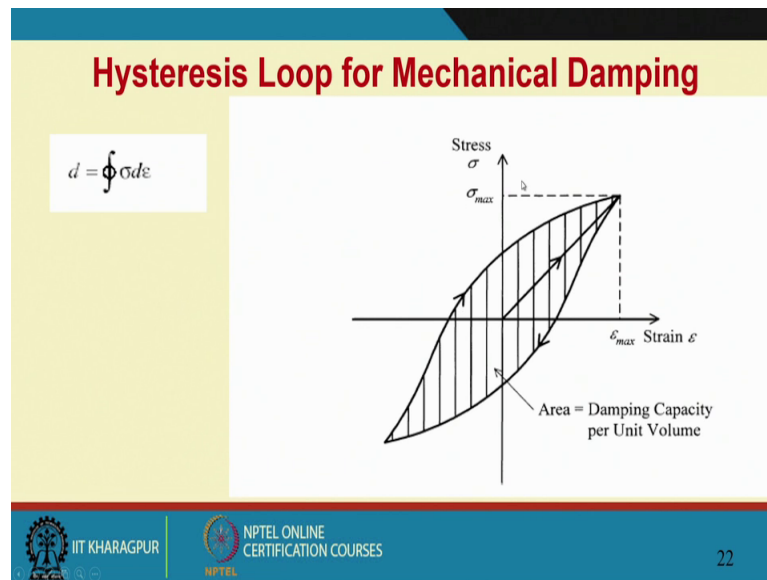 Hysteresis Loop for Mechanical Damping
d = ∮σdε
Stress
σ
σmax
εmax Strain ε
Area = Damping Capacity
per Unit Volume
IIT KHARAGPUR
NPTEL
NPTEL ONLINE
CERTIFICATION COURSES
22